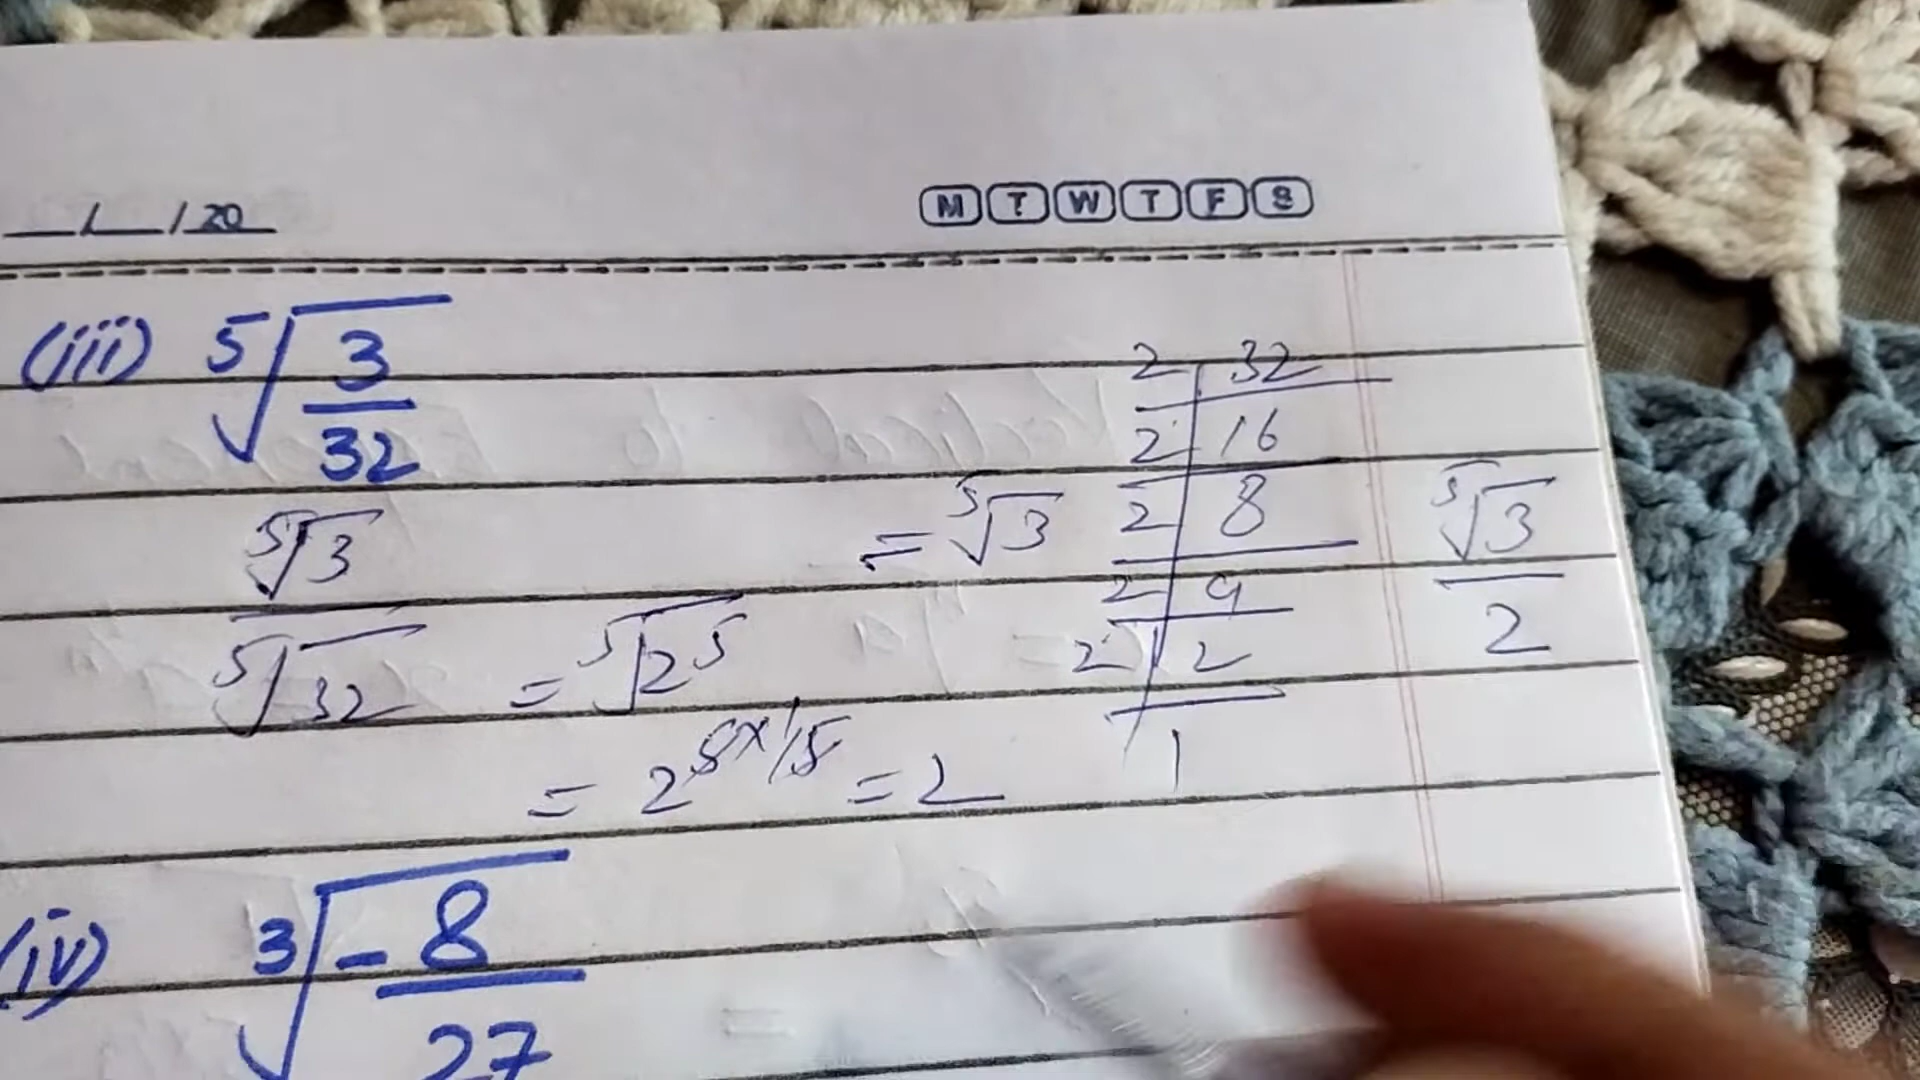 __/__/20__
M T W T F S
(iii) ⁵√(3/32)
⁵√3 / ⁵√32 = ⁵√2⁵
= 2^(5×1/5) = 2
= ⁵√3
2 | 32
2 | 16
2 | 8
2 | 4
2 | 2
1
⁵√3 / 2
(iv) ³√(-8/27)